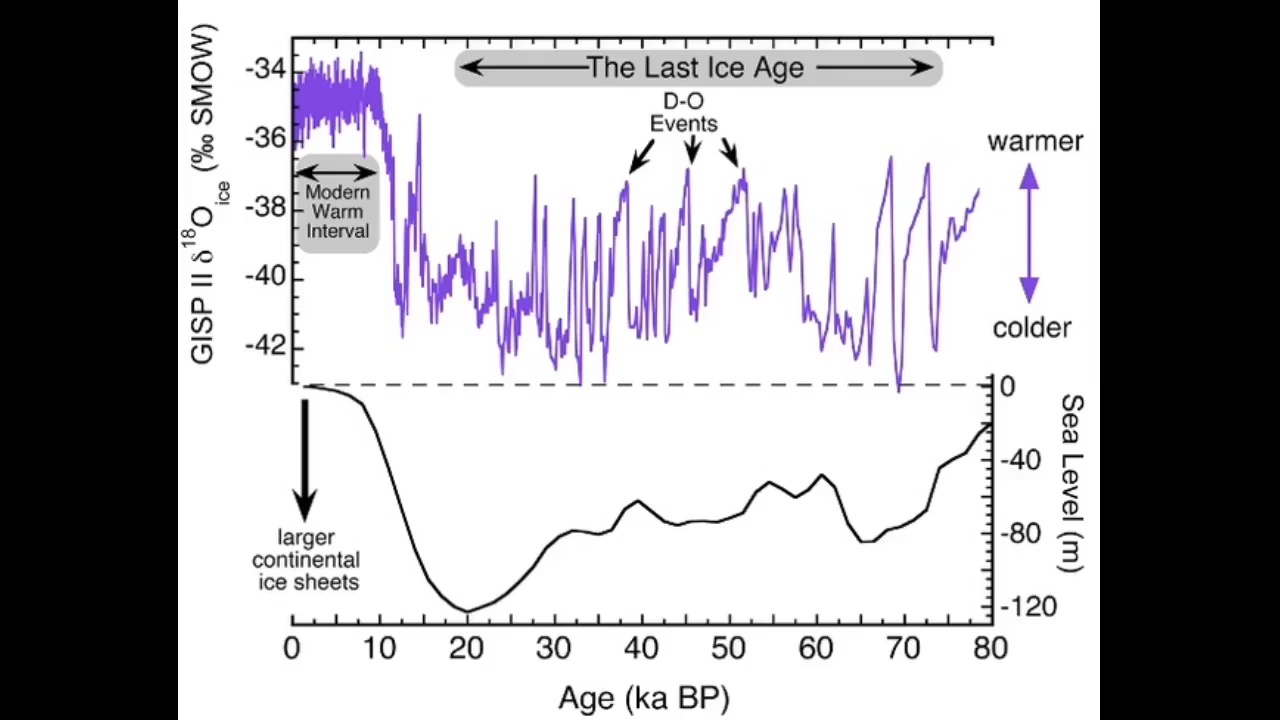 GISP II δ18Oice (‰ SMOW)
-34
-36
-38
-40
-42
The Last Ice Age
D-O
Events
Modern
Warm
Interval
warmer
colder
larger
continental
ice sheets
0
-40
-80
-120
Sea Level (m)
0 10 20 30 40 50 60 70 80
Age (ka BP)